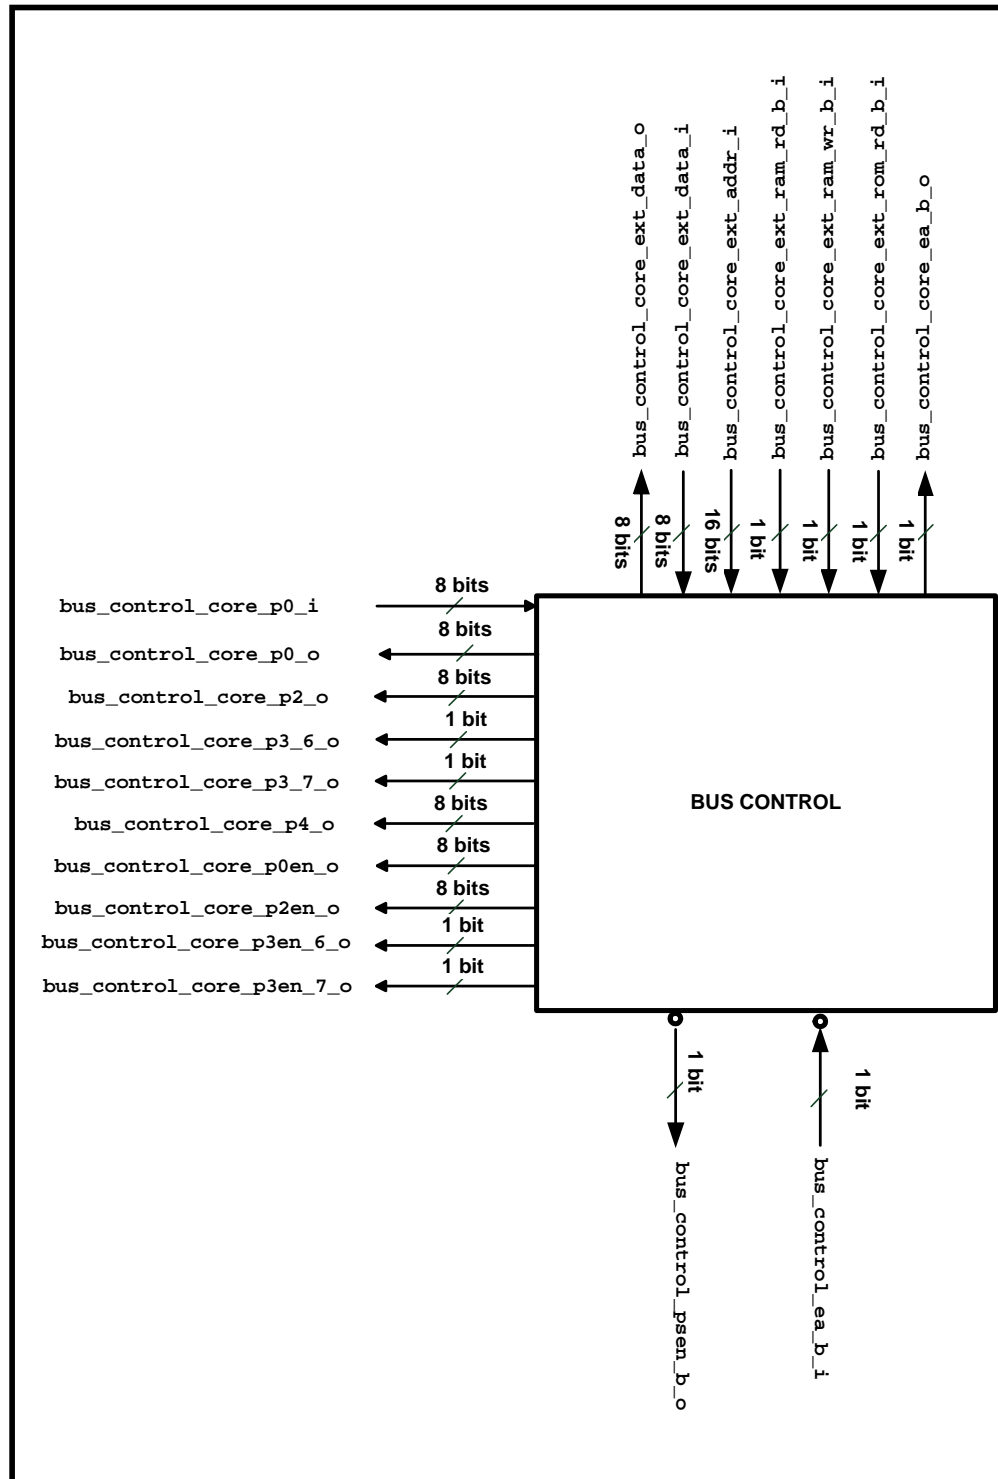 bus_control_core_ext_data_o
bus_control_core_ext_data_i
bus_control_core_ext_addr_i
bus_control_core_ext_ram_rd_b_i
bus_control_core_ext_ram_wr_b_i
bus_control_core_ext_rom_rd_b_i
bus_control_core_ea_b_o
8 bits
8 bits
16 bits
1 bit
1 bit
1 bit
1 bit
bus_control_core_p0_i
8 bits
bus_control_core_p0_o
8 bits
bus_control_core_p2_o
8 bits
bus_control_core_p3_6_o
1 bit
bus_control_core_p3_7_o
1 bit
bus_control_core_p4_o
8 bits
bus_control_core_p0en_o
8 bits
bus_control_core_p2en_o
8 bits
bus_control_core_p3en_6_o
1 bit
bus_control_core_p3en_7_o
1 bit
BUS CONTROL
1 bit
1 bit
bus_control_psen_b_o
bus_control_ea_b_i